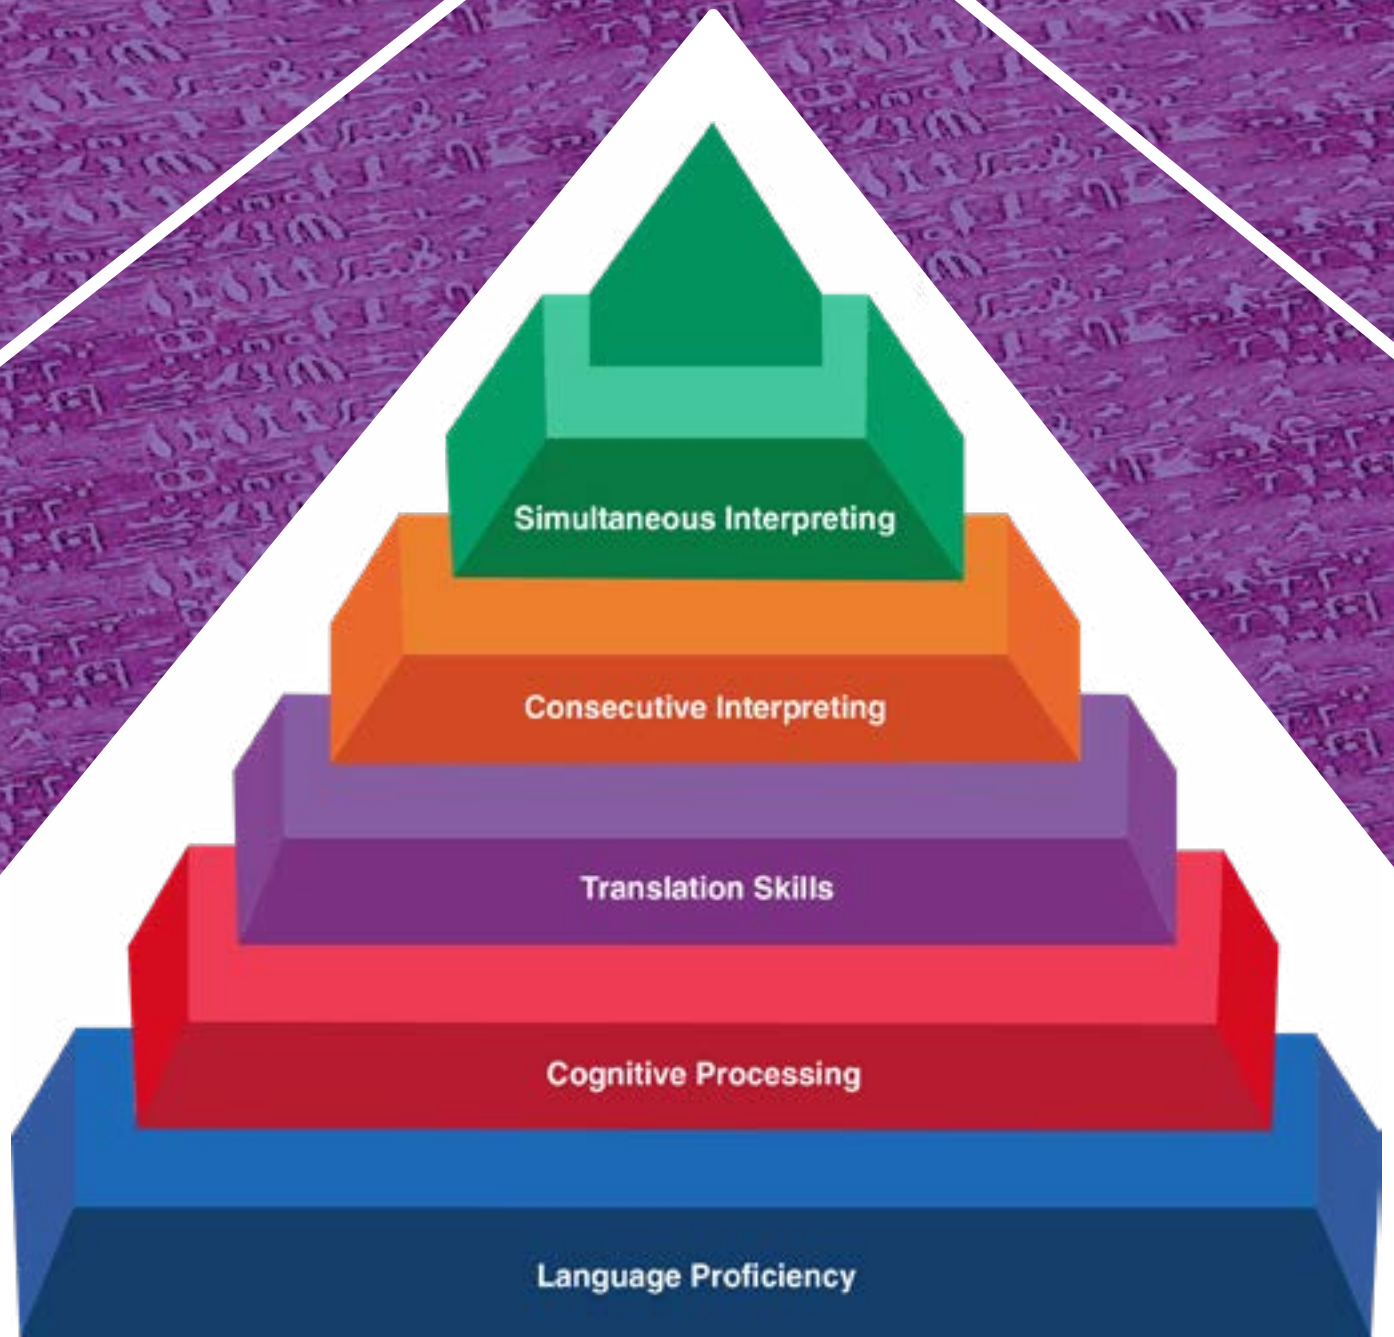 Simultaneous Interpreting
Consecutive Interpreting
Translation Skills
Cognitive Processing
Language Proficiency